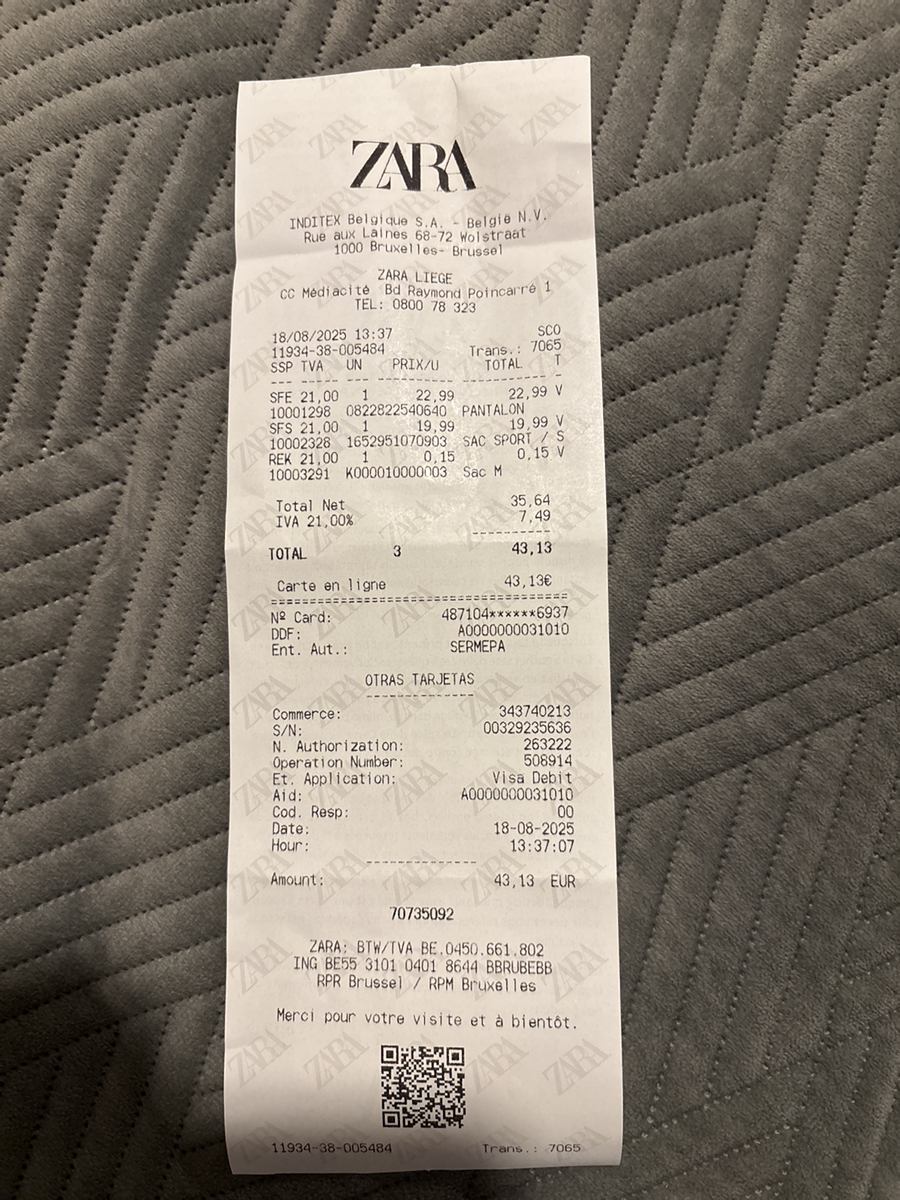 ZARA
INDITEX Belgique S.A. - België N.V.
Rue aux Laines 68-72 Wolstraat
1000 Bruxelles- Brussel
ZARA LIEGE
CC Médiacité Bd Raymond Poincarré 1
TEL: 0800 78 323
18/08/2025 13:37 SCO
11934-38-005484 Trans.: 7065
SSP TVA UN PRIX/U TOTAL T
SFE 21,00 1 22,99 22,99 V
10001298 0822822540640 PANTALON
SFS 21,00 1 19,99 19,99 V
10002328 1652951070903 SAC SPORT / S
REK 21,00 1 0,15 0,15 V
10003291 K000010000003 Sac M
Total Net 35,64
IVA 21,00% 7,49
TOTAL 3 43,13
Carte en ligne 43,13€
Nº Card: 487104******6937
DDF: A0000000031010
Ent. Aut.: SERMEPA
OTRAS TARJETAS
Commerce: 343740213
S/N: 00329235636
N. Authorization: 263222
Operation Number: 508914
Et. Application: Visa Debit
Aid: A0000000031010
Cod. Resp: 00
Date: 18-08-2025
Hour: 13:37:07
Amount: 43,13 EUR
70735092
ZARA: BTW/TVA BE.0450.661.802
ING BE55 3101 0401 8644 BBRUBEBB
RPR Brussel / RPM Bruxelles
Merci pour votre visite et à bientôt.
11934-38-005484 Trans.: 7065